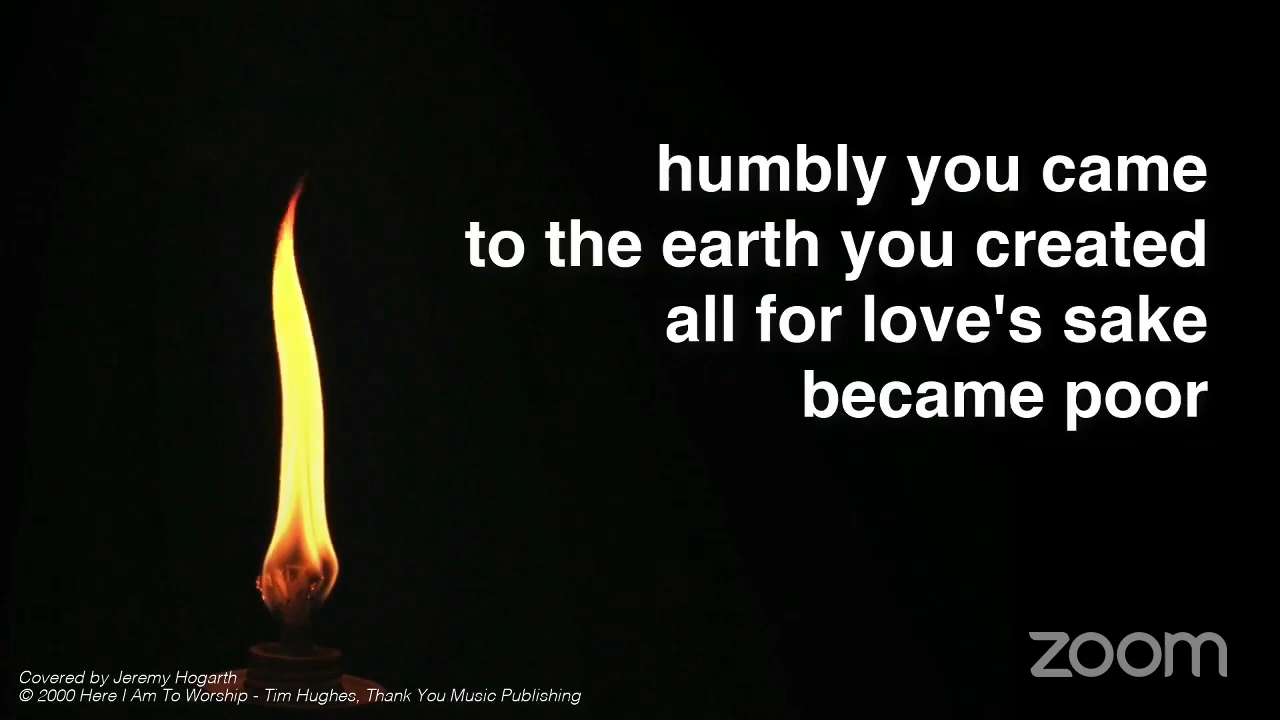 humbly you came
to the earth you created
all for love's sake
became poor
zoom
Covered by Jeremy Hogarth
© 2000 Here I Am To Worship - Tim Hughes, Thank You Music Publishing